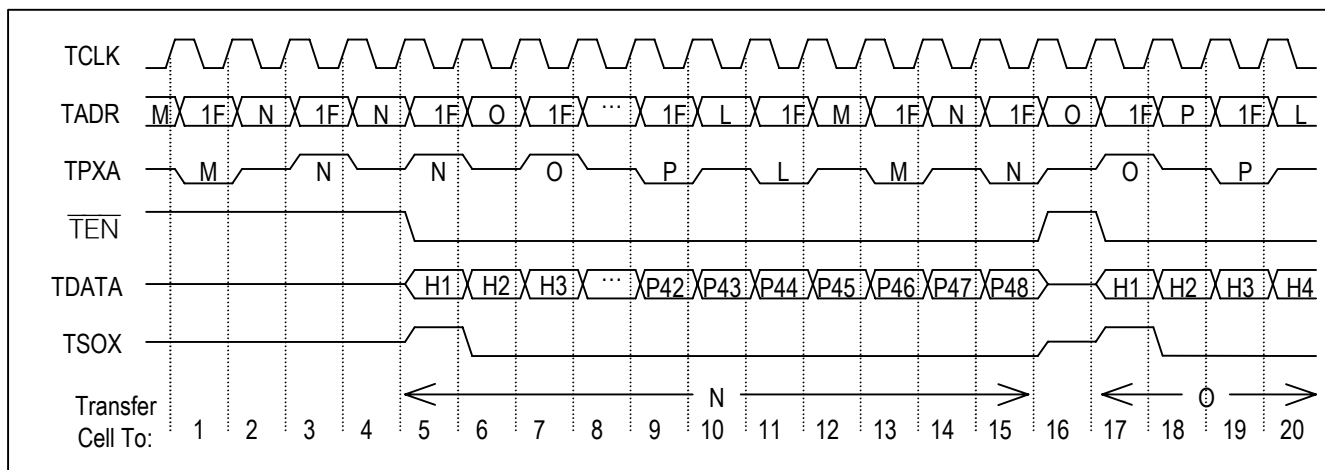 TCLK
TADR M 1F N 1F N 1F O 1F ... 1F L 1F M 1F N 1F O 1F P 1F L
TPXA M N N O P L M N O P
TEN
TDATA H1 H2 H3 ... P42 P43 P44 P45 P46 P47 P48 H1 H2 H3 H4
TSOX
Transfer N O
Cell To: 1 2 3 4 5 6 7 8 9 10 11 12 13 14 15 16 17 18 19 20